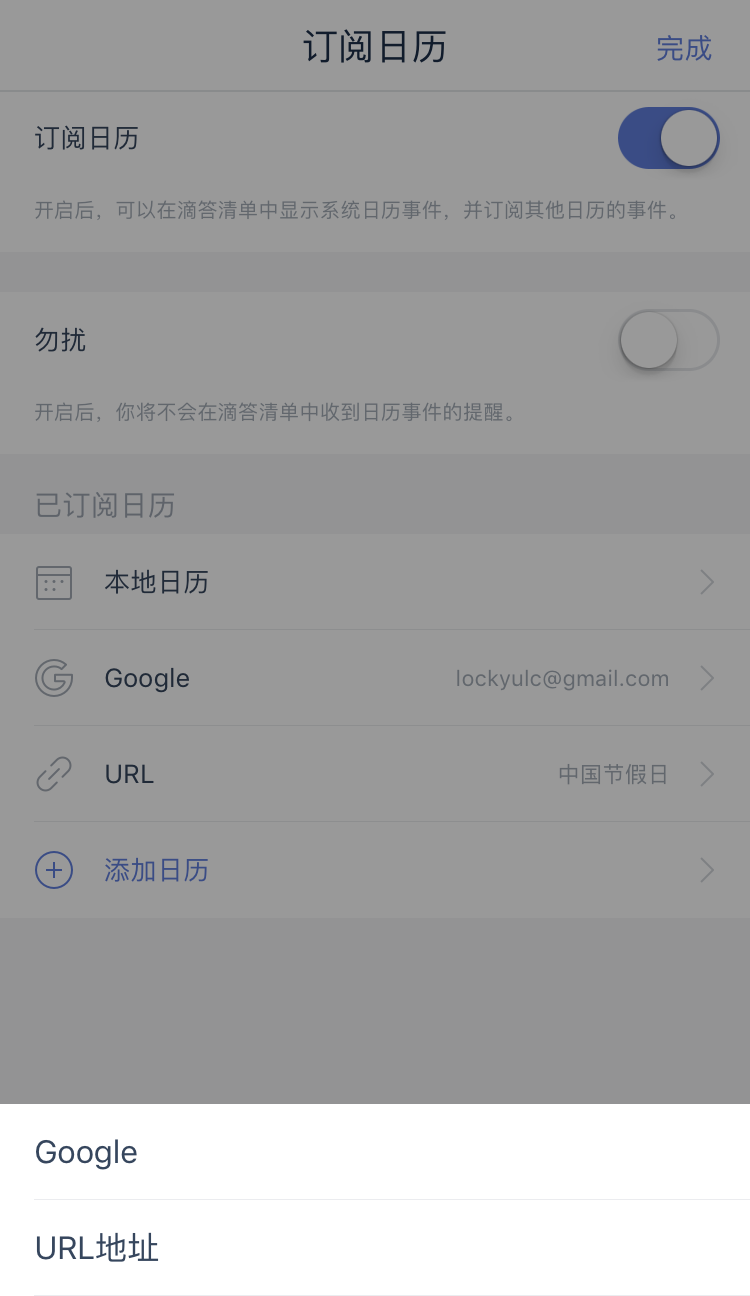 订阅日历
完成
订阅日历
开启后，可以在滴答清单中显示系统日历事件，并订阅其他日历的事件。
勿扰
开启后，你将不会在滴答清单中收到日历事件的提醒。
已订阅日历
本地日历
Google lockyulc@gmail.com
URL 中国节假日
添加日历
Google
URL地址